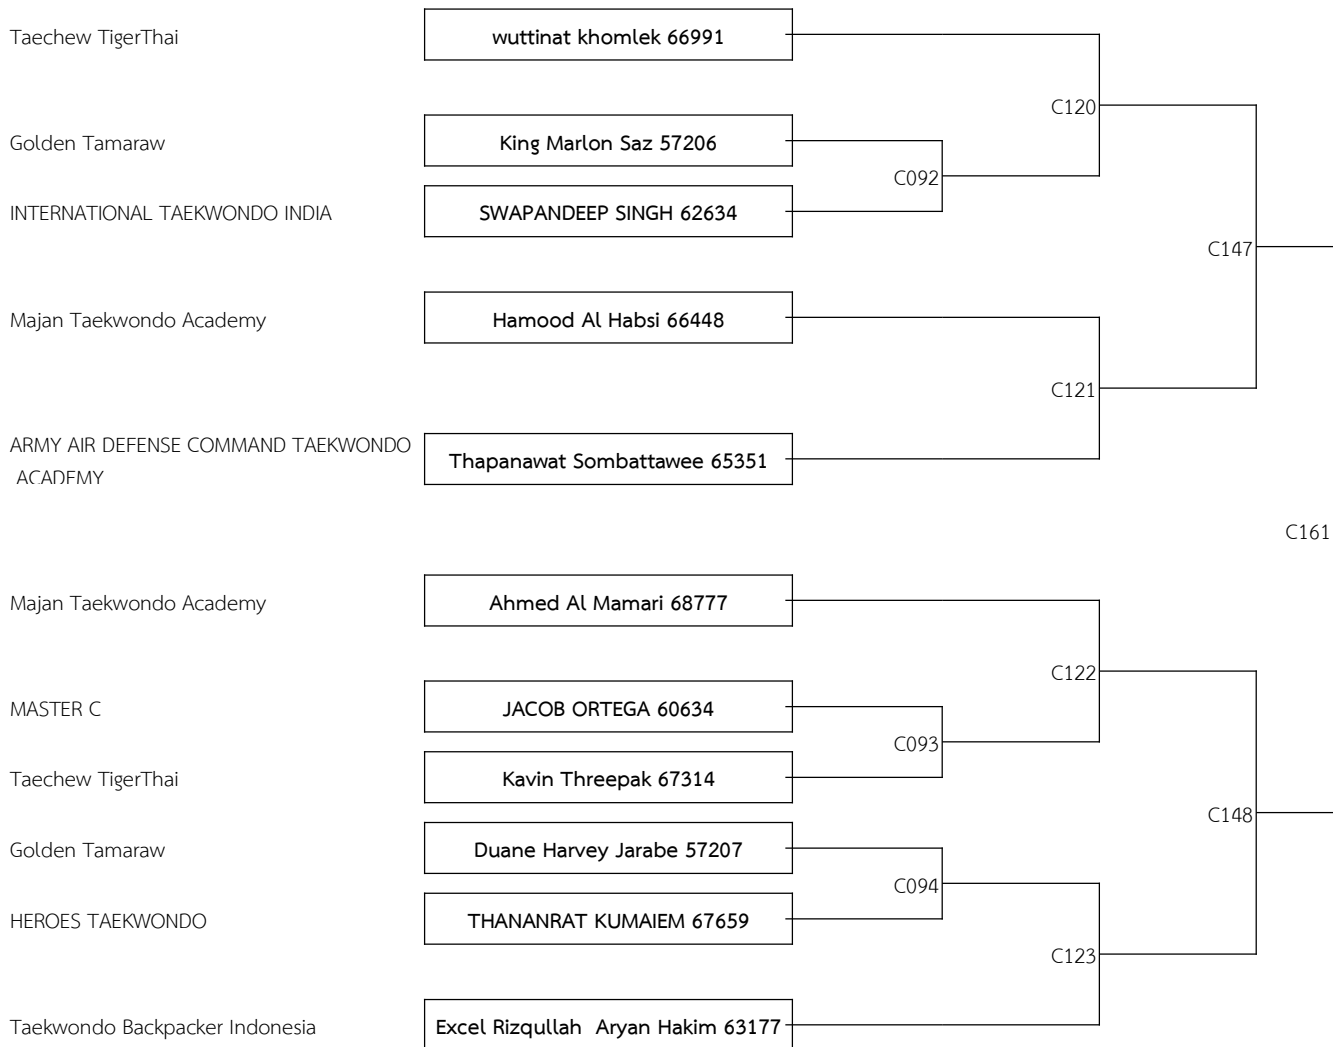 Taechew TigerThai
wuttinat khomlek 66991
C120
Golden Tamaraw
King Marlon Saz 57206
C092
INTERNATIONAL TAEKWONDO INDIA
SWAPANDEEP SINGH 62634
C147
Majan Taekwondo Academy
Hamood Al Habsi 66448
C121
ARMY AIR DEFENSE COMMAND TAEKWONDO
ACADEMY
Thapanawat Sombattawee 65351
C161
Majan Taekwondo Academy
Ahmed Al Mamari 68777
C122
MASTER C
JACOB ORTEGA 60634
C093
Taechew TigerThai
Kavin Threepak 67314
C148
Golden Tamaraw
Duane Harvey Jarabe 57207
C094
HEROES TAEKWONDO
THANANRAT KUMAIEM 67659
C123
Taekwondo Backpacker Indonesia
Excel Rizqullah  Aryan Hakim 63177